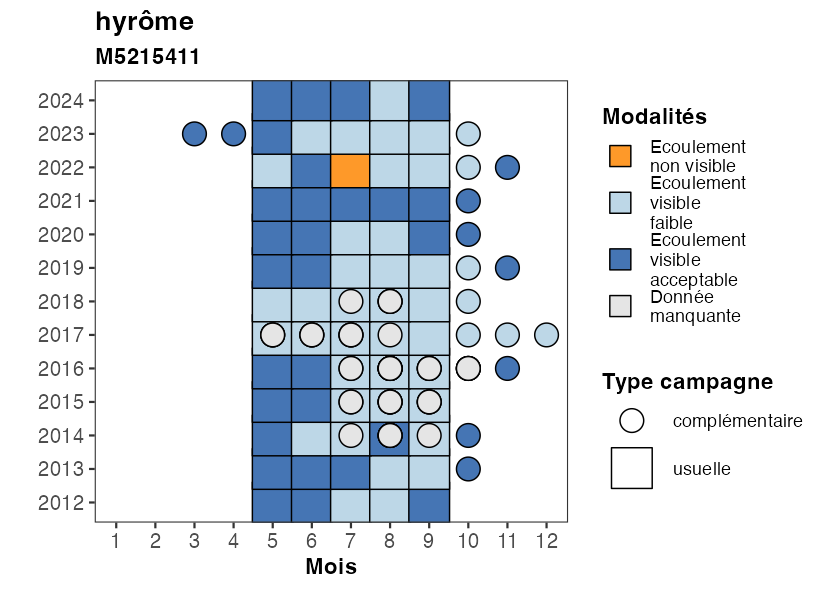 hyrôme
M5215411
2024
2023
2022
2021
2020
2019
2018
2017
2016
2015
2014
2013
2012
1 2 3 4 5 6 7 8 9 10 11 12
Mois
Modalités
Ecoulement
non visible
Ecoulement
visible
faible
Ecoulement
visible
acceptable
Donnée
manquante
Type campagne
complémentaire
usuelle